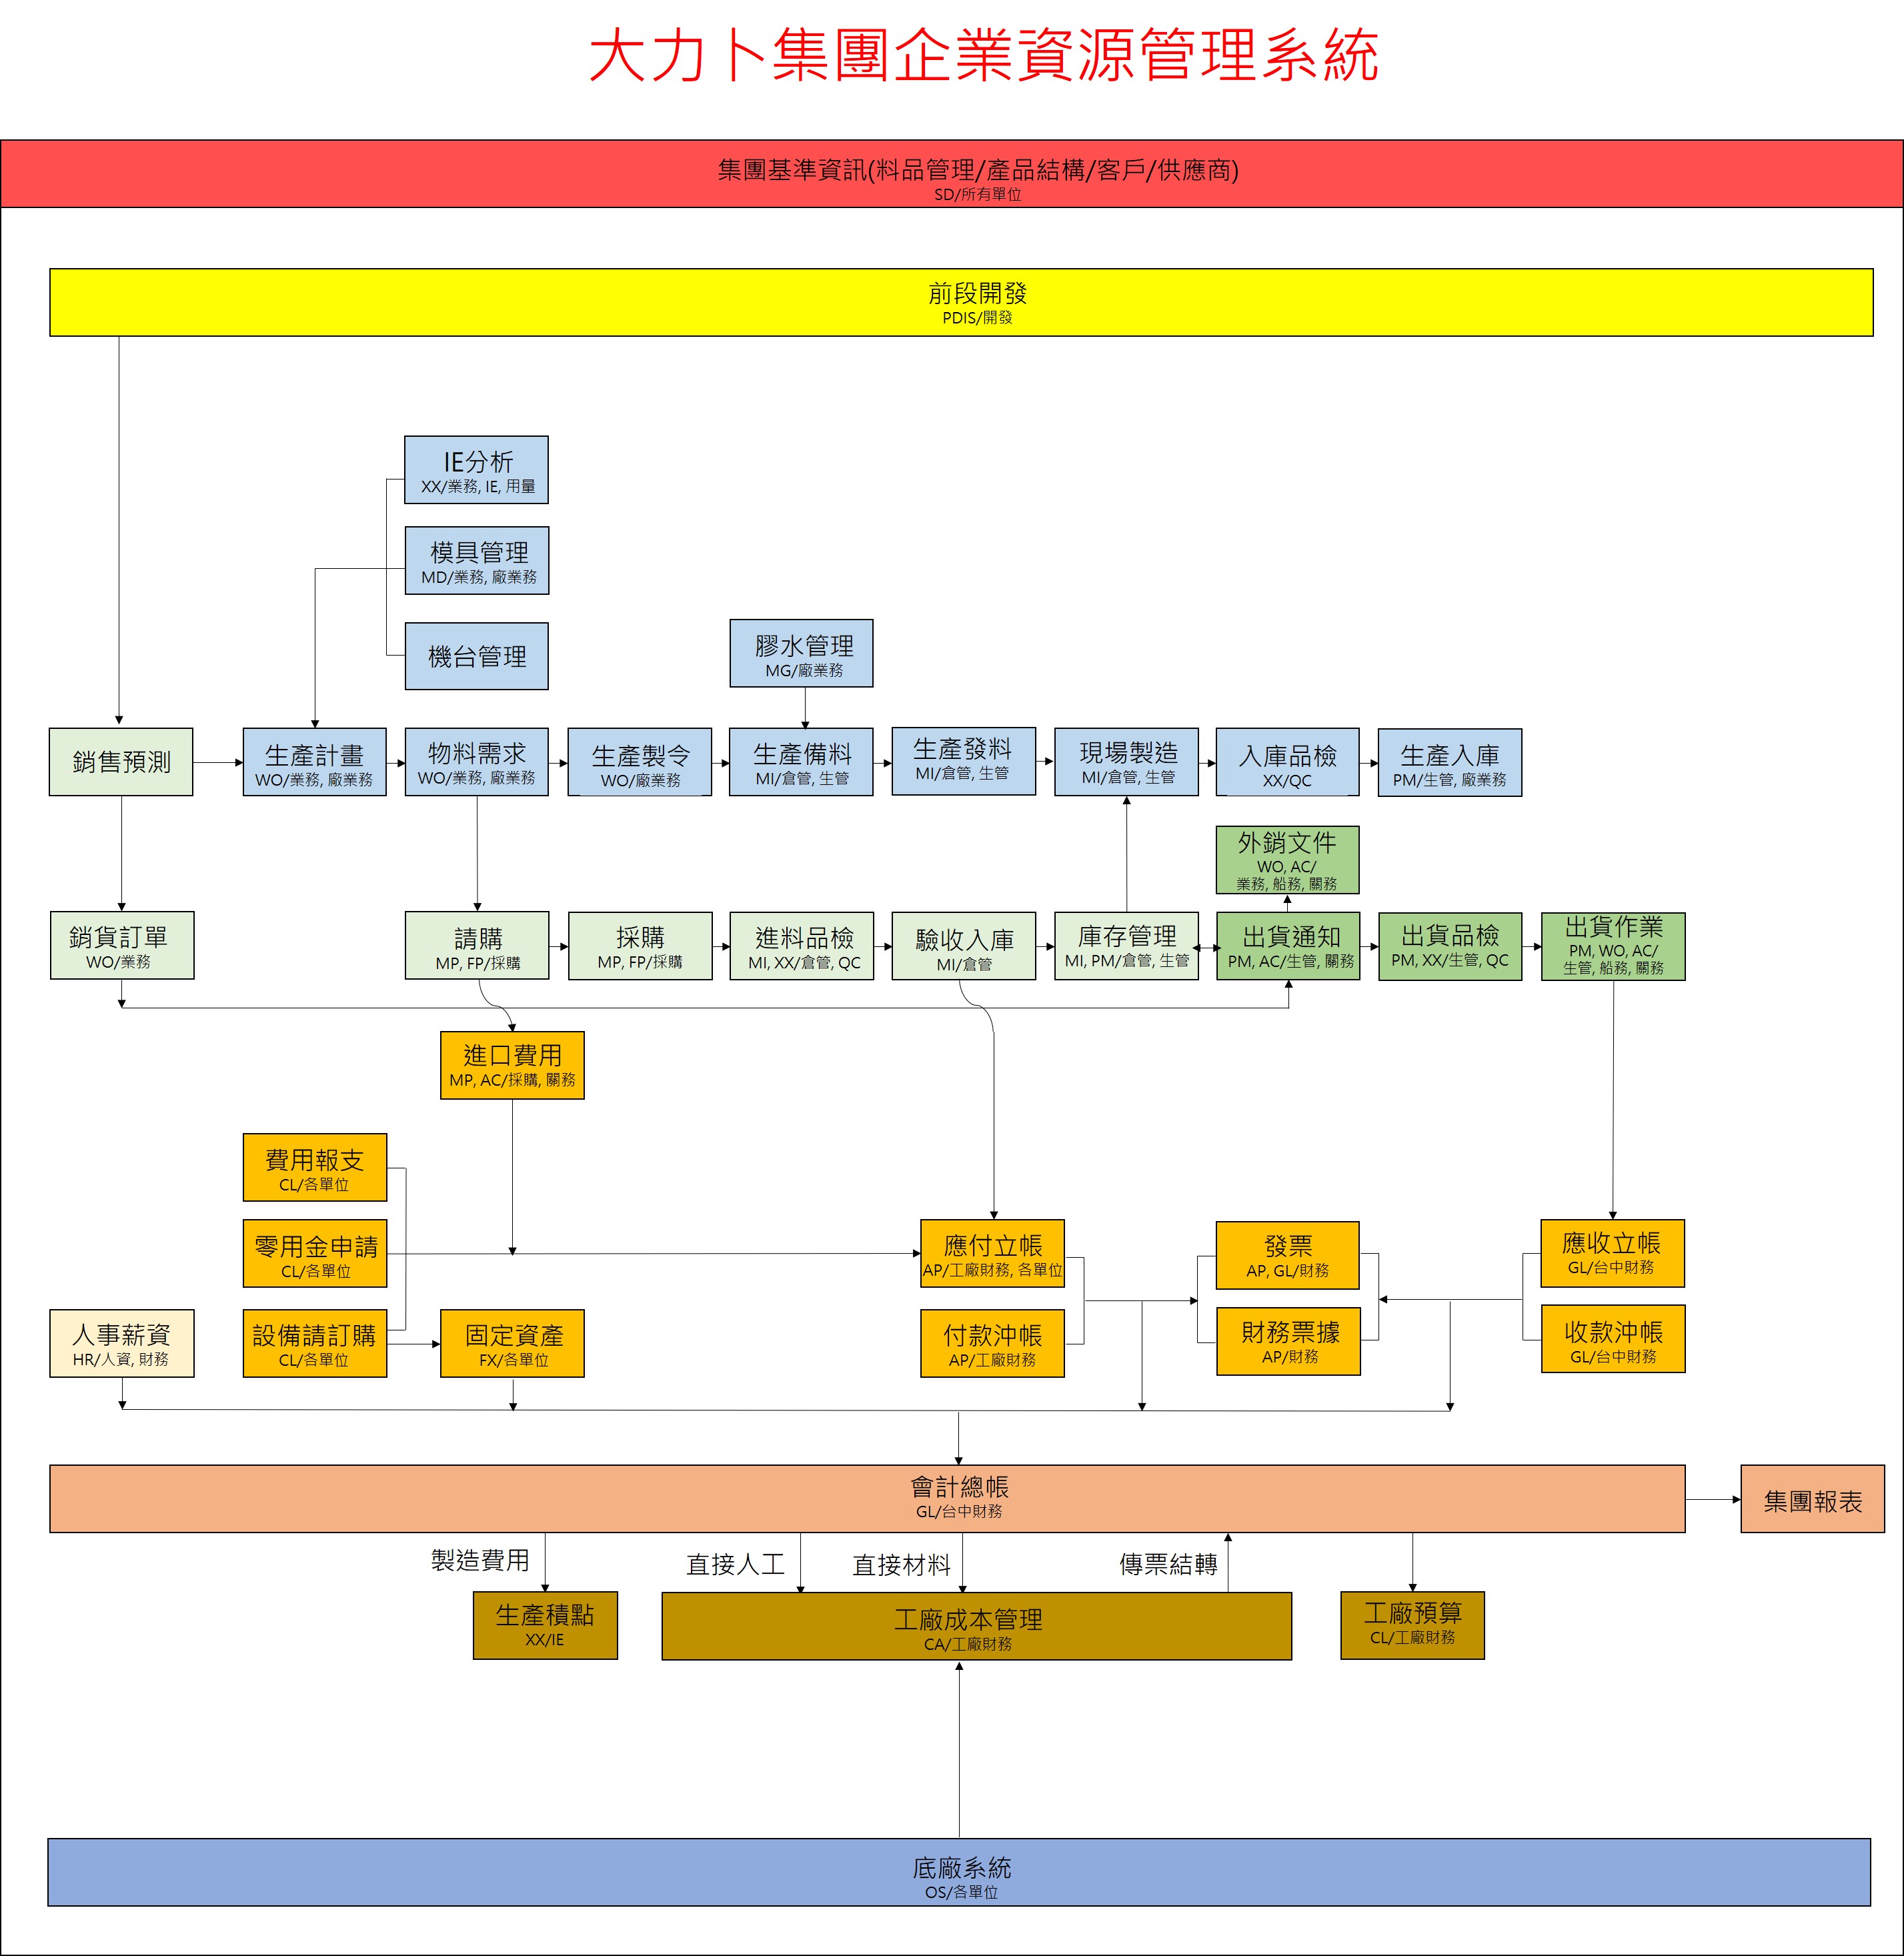 大力卜集團企業資源管理系統
集團基準資訊(料品管理/產品結構/客戶/供應商)
SD/所有單位
前段開發
PDIS/開發
IE分析
XX/業務, IE, 用量
模具管理
MD/業務, 廠業務
機台管理
膠水管理
MG/廠業務
銷售預測
生產計畫
WO/業務, 廠業務
物料需求
WO/業務, 廠業務
生產製令
WO/廠業務
生產備料
MI/倉管, 生管
生產發料
MI/倉管, 生管
現場製造
MI/倉管, 生管
入庫品檢
XX/QC
生產入庫
PM/生管, 廠業務
外銷文件
WO, AC/
業務, 船務, 關務
銷貨訂單
WO/業務
請購
MP, FP/採購
採購
MP, FP/採購
進料品檢
MI, XX/倉管, QC
驗收入庫
MI/倉管
庫存管理
MI, PM/倉管, 生管
出貨通知
PM, AC/生管, 關務
出貨品檢
PM, XX/生管, QC
出貨作業
PM, WO, AC/
生管, 船務, 關務
進口費用
MP, AC/採購, 關務
費用報支
CL/各單位
零用金申請
CL/各單位
應付立帳
AP/工廠財務, 各單位
發票
AP, GL/財務
應收立帳
GL/台中財務
人事薪資
HR/人資, 財務
設備請訂購
CL/各單位
固定資產
FX/各單位
付款沖帳
AP/工廠財務
財務票據
AP/財務
收款沖帳
GL/台中財務
會計總帳
GL/台中財務
集團報表
製造費用
直接人工
直接材料
傳票結轉
生產積點
XX/IE
工廠成本管理
CA/工廠財務
工廠預算
CL/工廠財務
底廠系統
OS/各單位